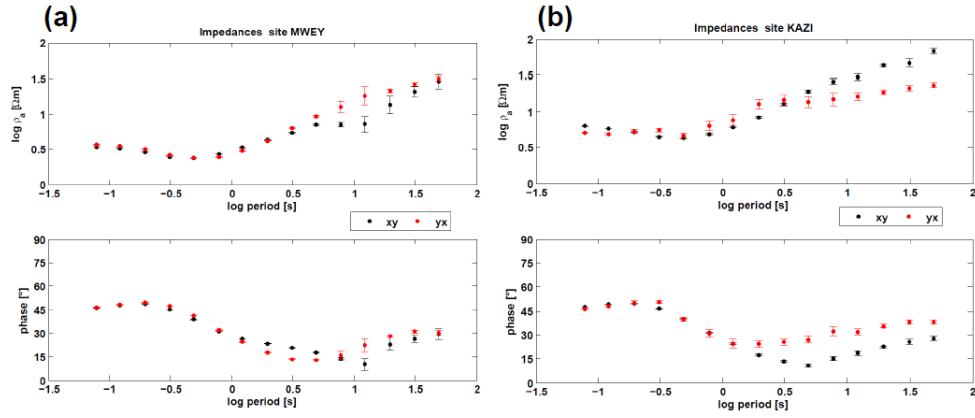 (a)
Impedances site MWEY
log ρa [Ωm]
2
1.5
1
0.5
0
−1.5 −1 −0.5 0 0.5 1 1.5 2
log period [s]
xy yx
phase [°]
90
75
60
45
30
15
0
−1.5 −1 −0.5 0 0.5 1 1.5 2
log period [s]
(b)
Impedances site KAZI
log ρa [Ωm]
2
1.5
1
0.5
0
−1.5 −1 −0.5 0 0.5 1 1.5 2
log period [s]
xy yx
phase [°]
90
75
60
45
30
15
0
−1.5 −1 −0.5 0 0.5 1 1.5 2
log period [s]